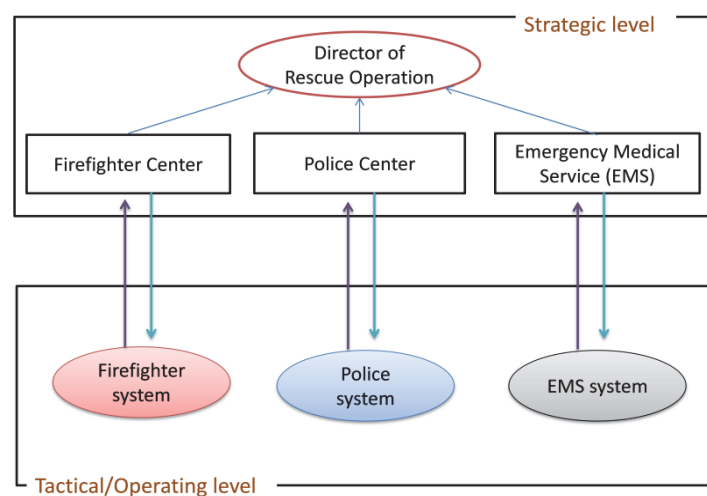 Strategic level
Director of
Rescue Operation
Firefighter Center
Police Center
Emergency Medical
Service (EMS)
Firefighter
system
Police
system
EMS system
Tactical/Operating level